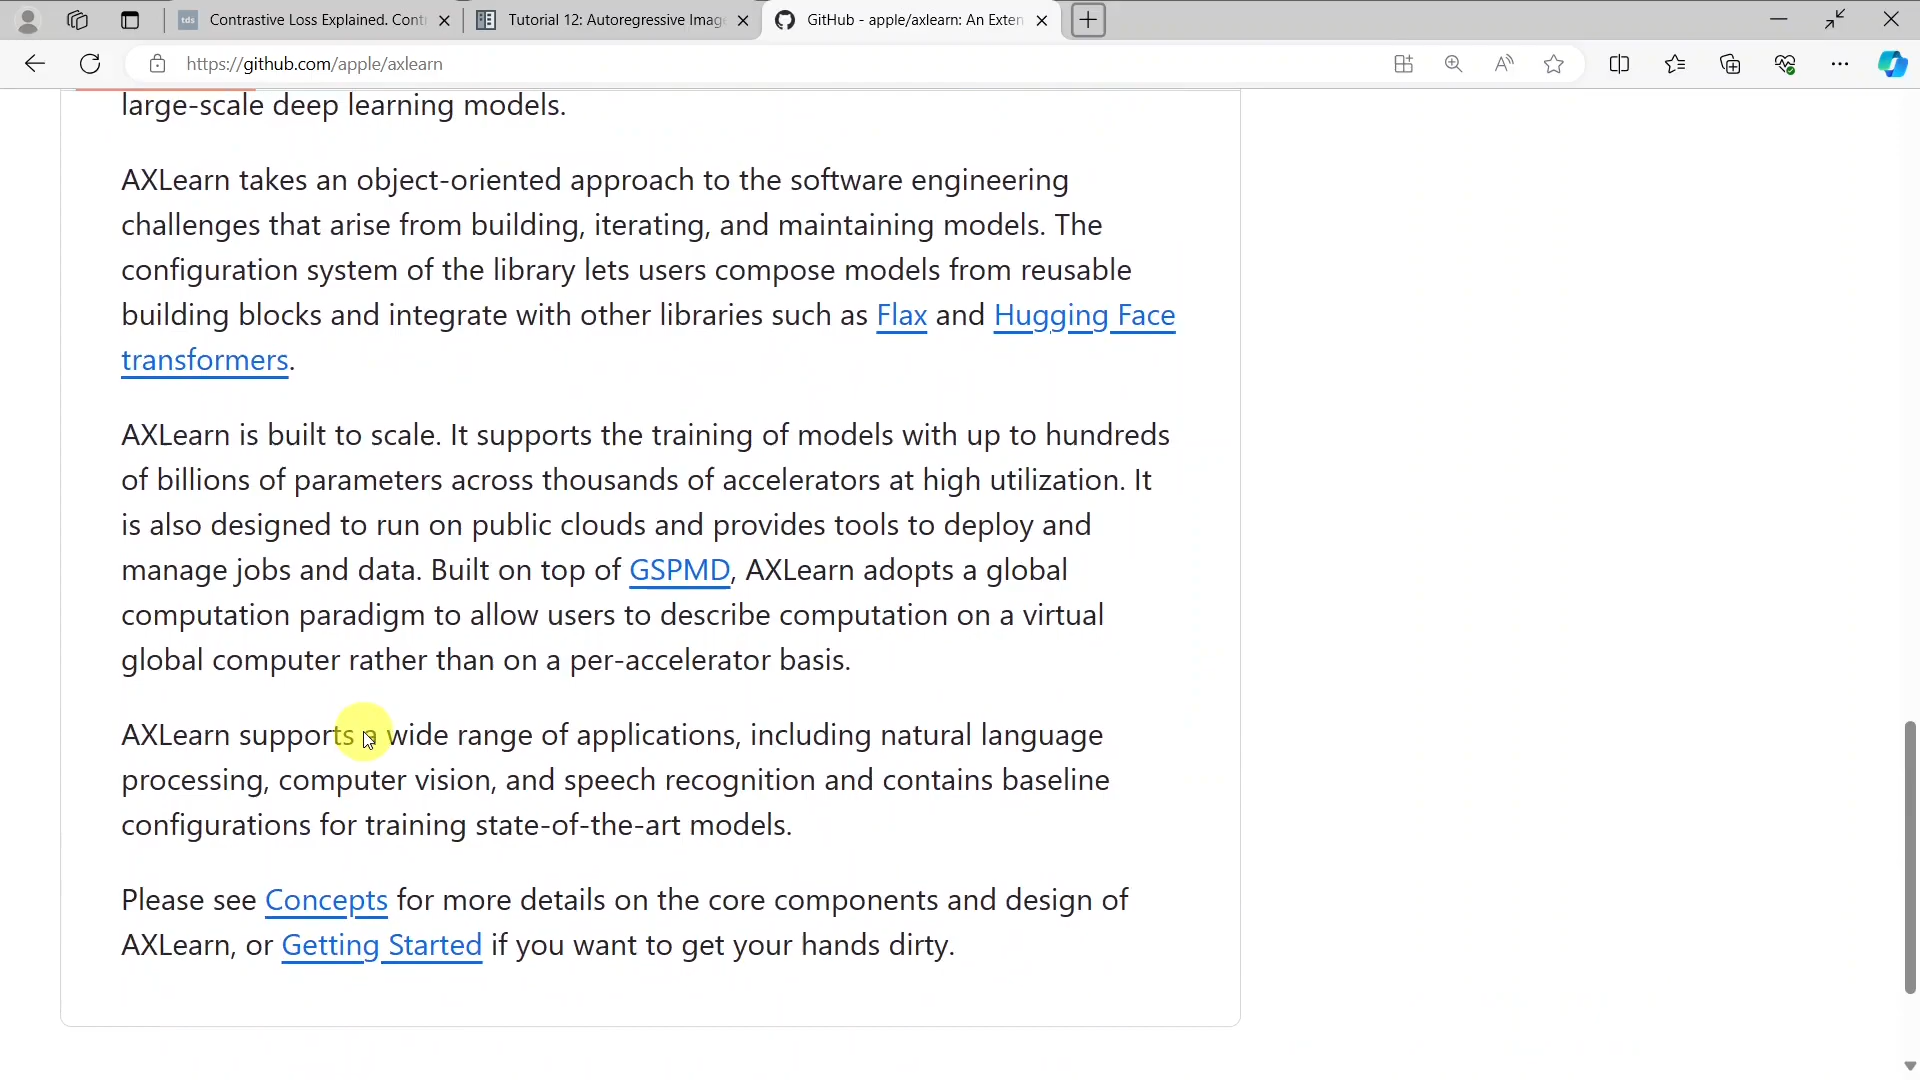 tds Contrastive Loss Explained. Cont
Tutorial 12: Autoregressive Imag
GitHub - apple/axlearn: An Exten
https://github.com/apple/axlearn
large-scale deep learning models.
AXLearn takes an object-oriented approach to the software engineering
challenges that arise from building, iterating, and maintaining models. The
configuration system of the library lets users compose models from reusable
building blocks and integrate with other libraries such as Flax and Hugging Face
transformers.
AXLearn is built to scale. It supports the training of models with up to hundreds
of billions of parameters across thousands of accelerators at high utilization. It
is also designed to run on public clouds and provides tools to deploy and
manage jobs and data. Built on top of GSPMD, AXLearn adopts a global
computation paradigm to allow users to describe computation on a virtual
global computer rather than on a per-accelerator basis.
AXLearn supports a wide range of applications, including natural language
processing, computer vision, and speech recognition and contains baseline
configurations for training state-of-the-art models.
Please see Concepts for more details on the core components and design of
AXLearn, or Getting Started if you want to get your hands dirty.